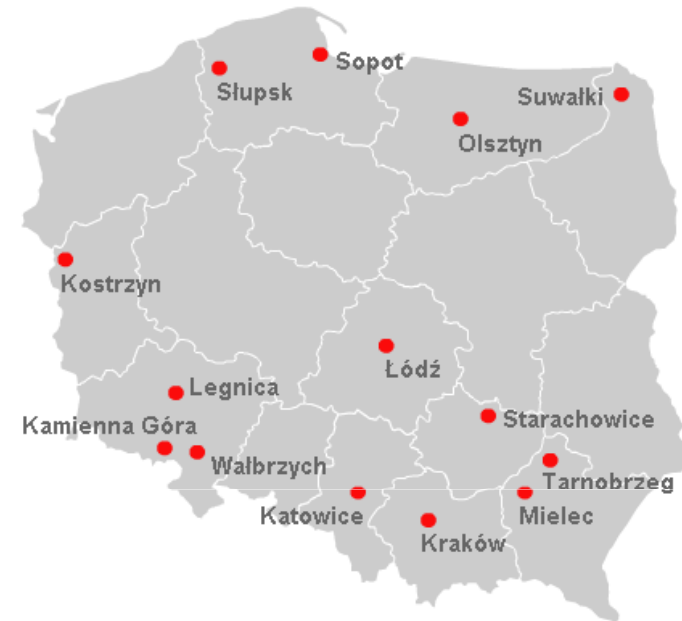 Sopot
Słupsk
Suwałki
Olsztyn
Kostrzyn
Łódź
Legnica
Kamienna Góra
Starachowice
Wałbrzych
Tarnobrzeg
Katowice
Mielec
Kraków